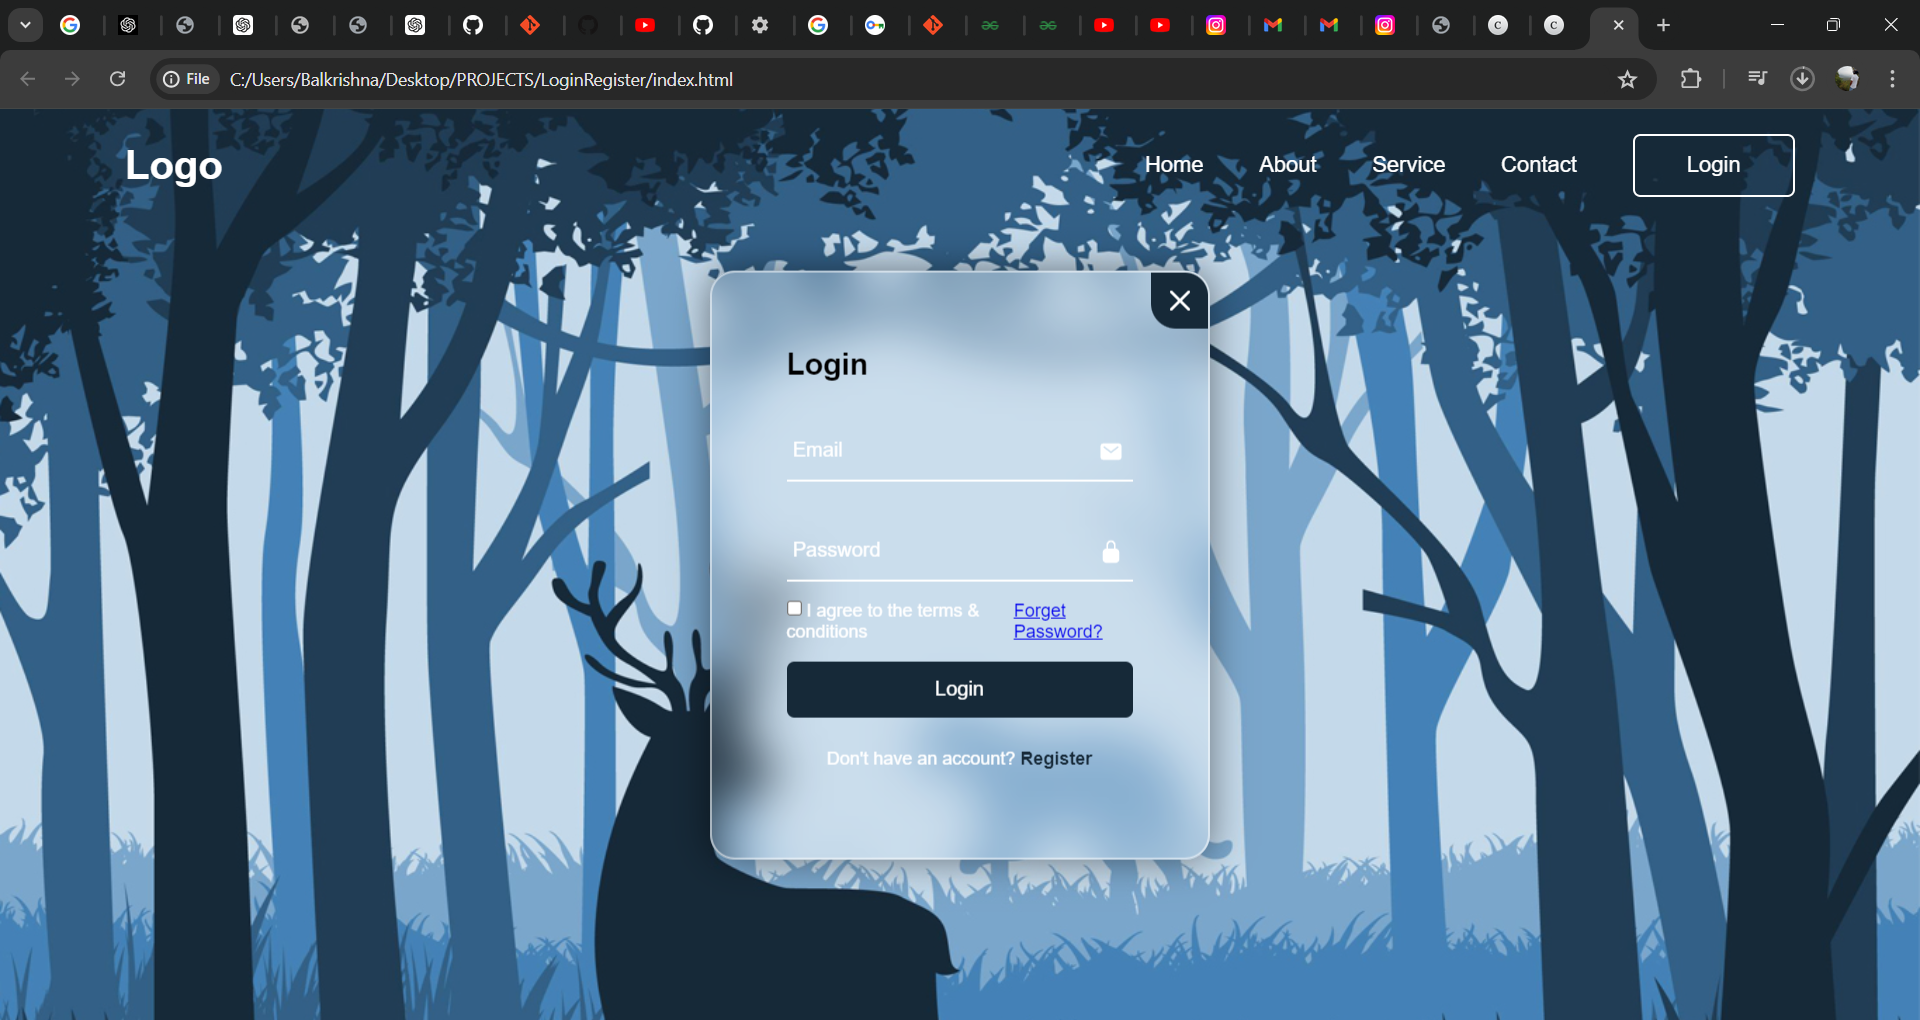 File C:/Users/Balkrishna/Desktop/PROJECTS/LoginRegister/index.html
Logo Home About Service Contact Login
Login
Email
Password
I agree to the terms &
conditions
Forget
Password?
Login
Don't have an account? Register